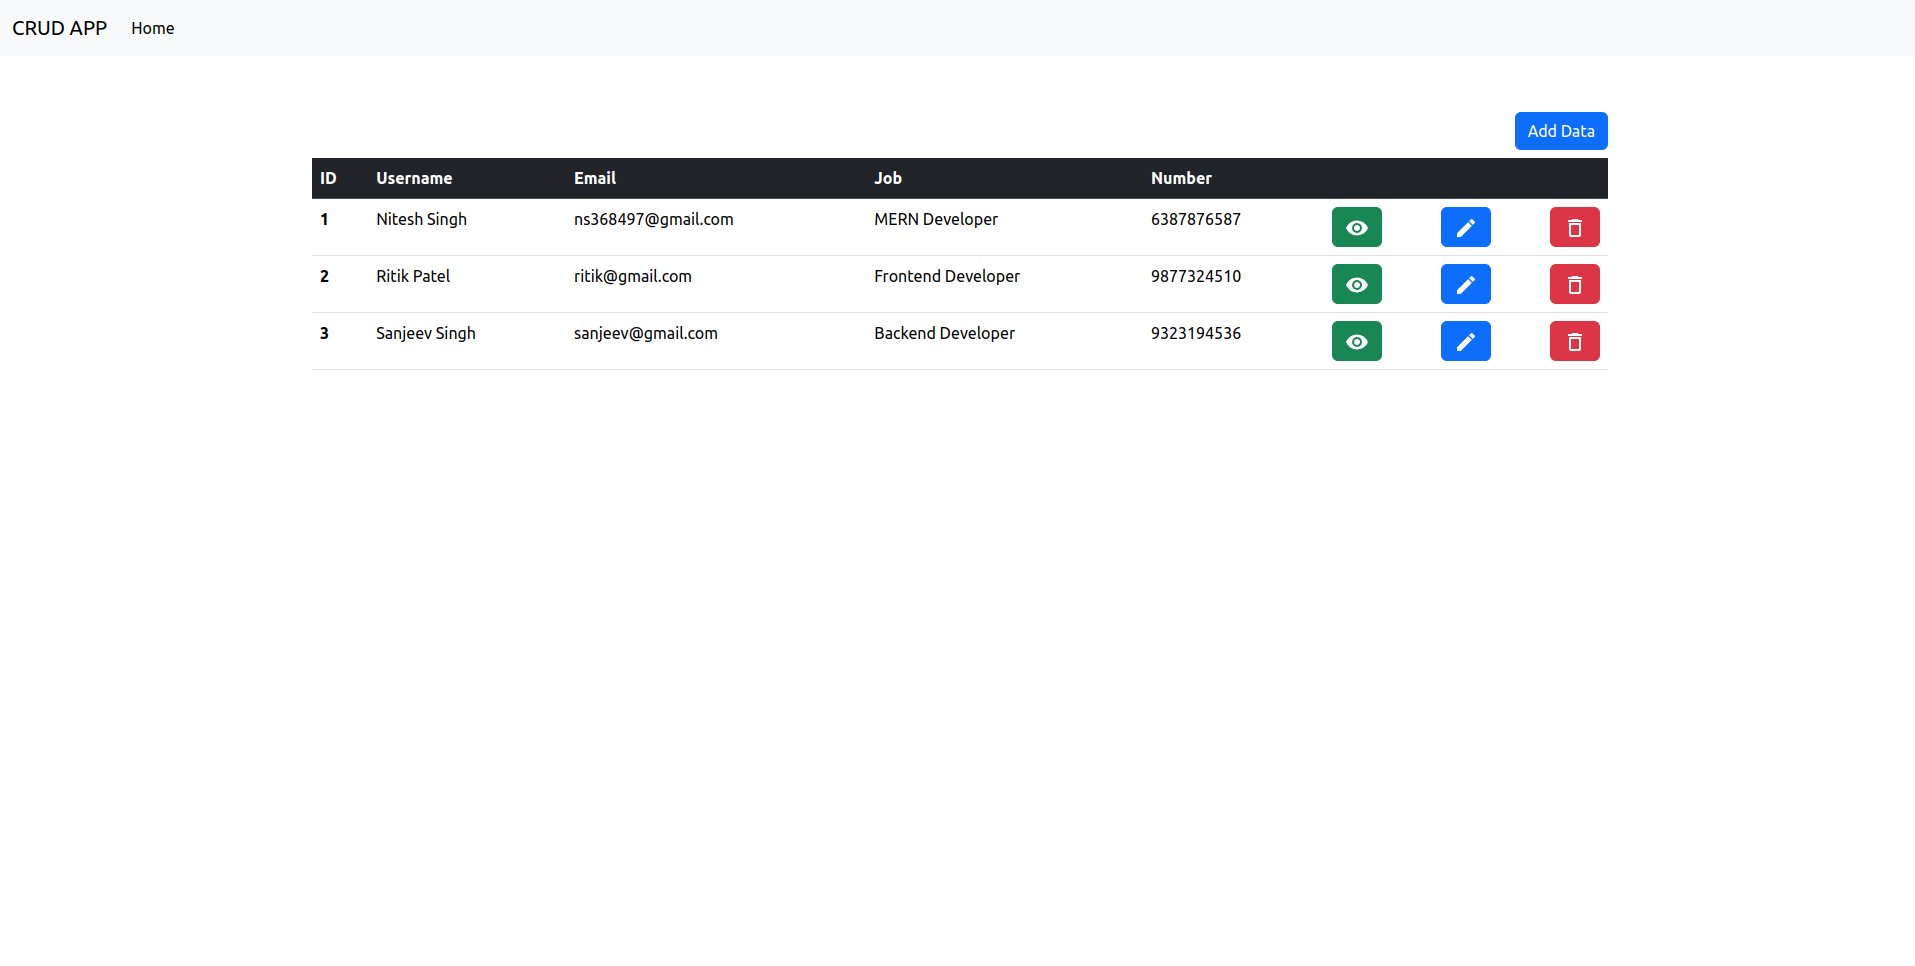 CRUD APP Home
Add Data
ID Username Email Job Number
1 Nitesh Singh ns368497@gmail.com MERN Developer 6387876587
2 Ritik Patel ritik@gmail.com Frontend Developer 9877324510
3 Sanjeev Singh sanjeev@gmail.com Backend Developer 9323194536